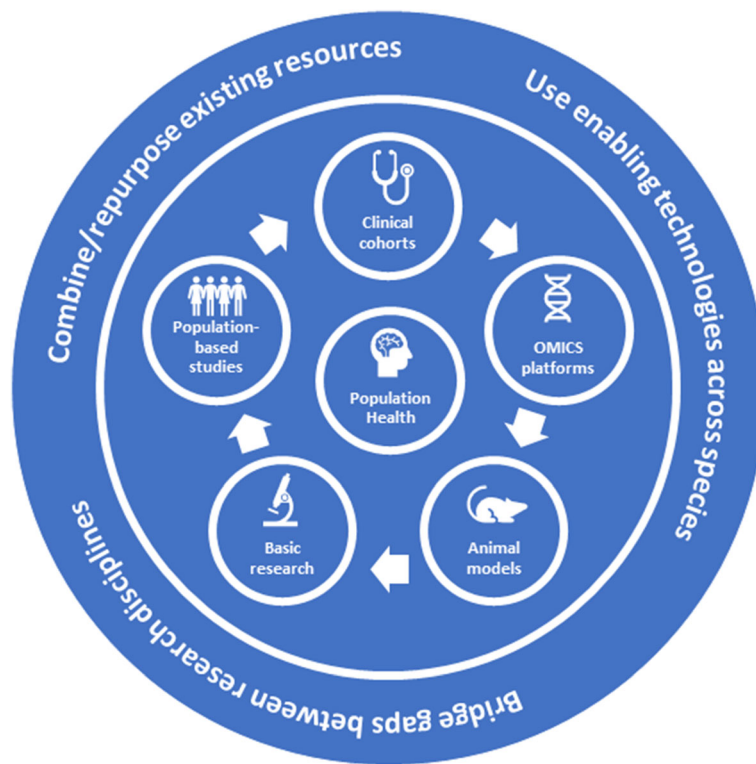 Combine/repurpose existing resources
Use enabling technologies across species
Bridge gaps between research disciplines
Clinical
cohorts
OMICS
platforms
Animal
models
Basic
research
Population-
based
studies
Population
Health